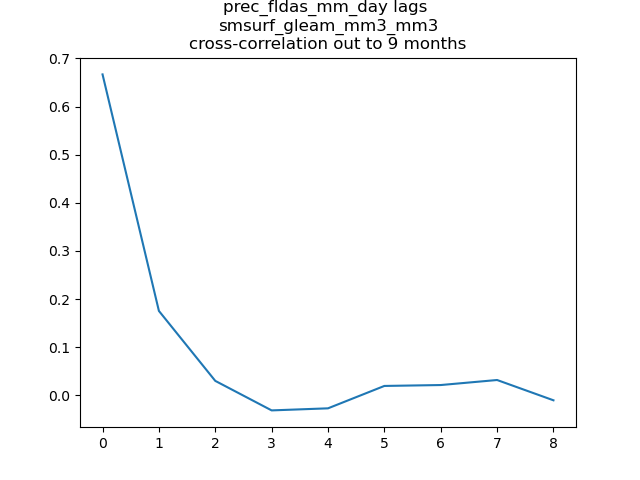 prec_fldas_mm_day lags
smsurf_gleam_mm3_mm3
cross-correlation out to 9 months
0.7
0.6
0.5
0.4
0.3
0.2
0.1
0.0
0 1 2 3 4 5 6 7 8